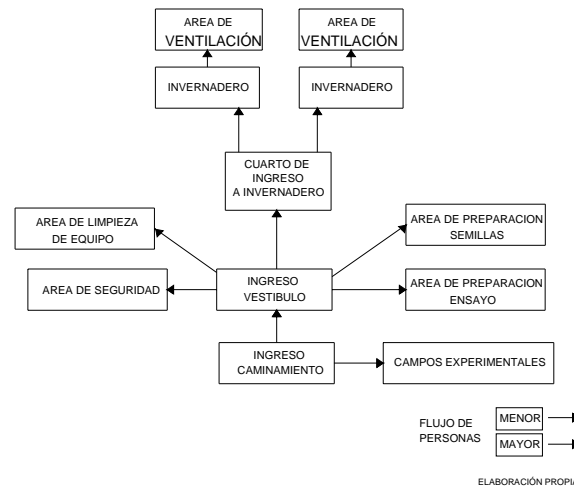 AREA DE
VENTILACIÓN
AREA DE
VENTILACIÓN
INVERNADERO
INVERNADERO
CUARTO DE
INGRESO
A INVERNADERO
AREA DE LIMPIEZA
DE EQUIPO
AREA DE PREPARACION
SEMILLAS
AREA DE SEGURIDAD
INGRESO
VESTIBULO
AREA DE PREPARACION
ENSAYO
INGRESO
CAMINAMIENTO
CAMPOS EXPERIMENTALES
FLUJO DE
PERSONAS
MENOR
MAYOR
ELABORACIÓN PROPIA